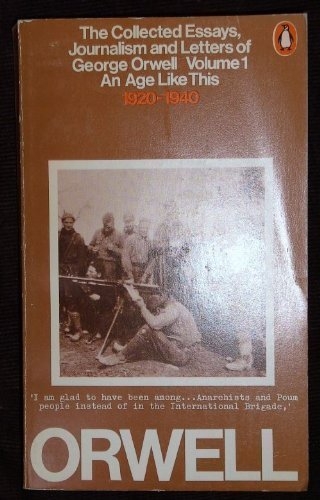 The Collected Essays,
Journalism and Letters of
George Orwell Volume 1
An Age Like This
1920-1940
'I am glad to have been among...Anarchists and Poum
people instead of in the International Brigade,'
ORWELL